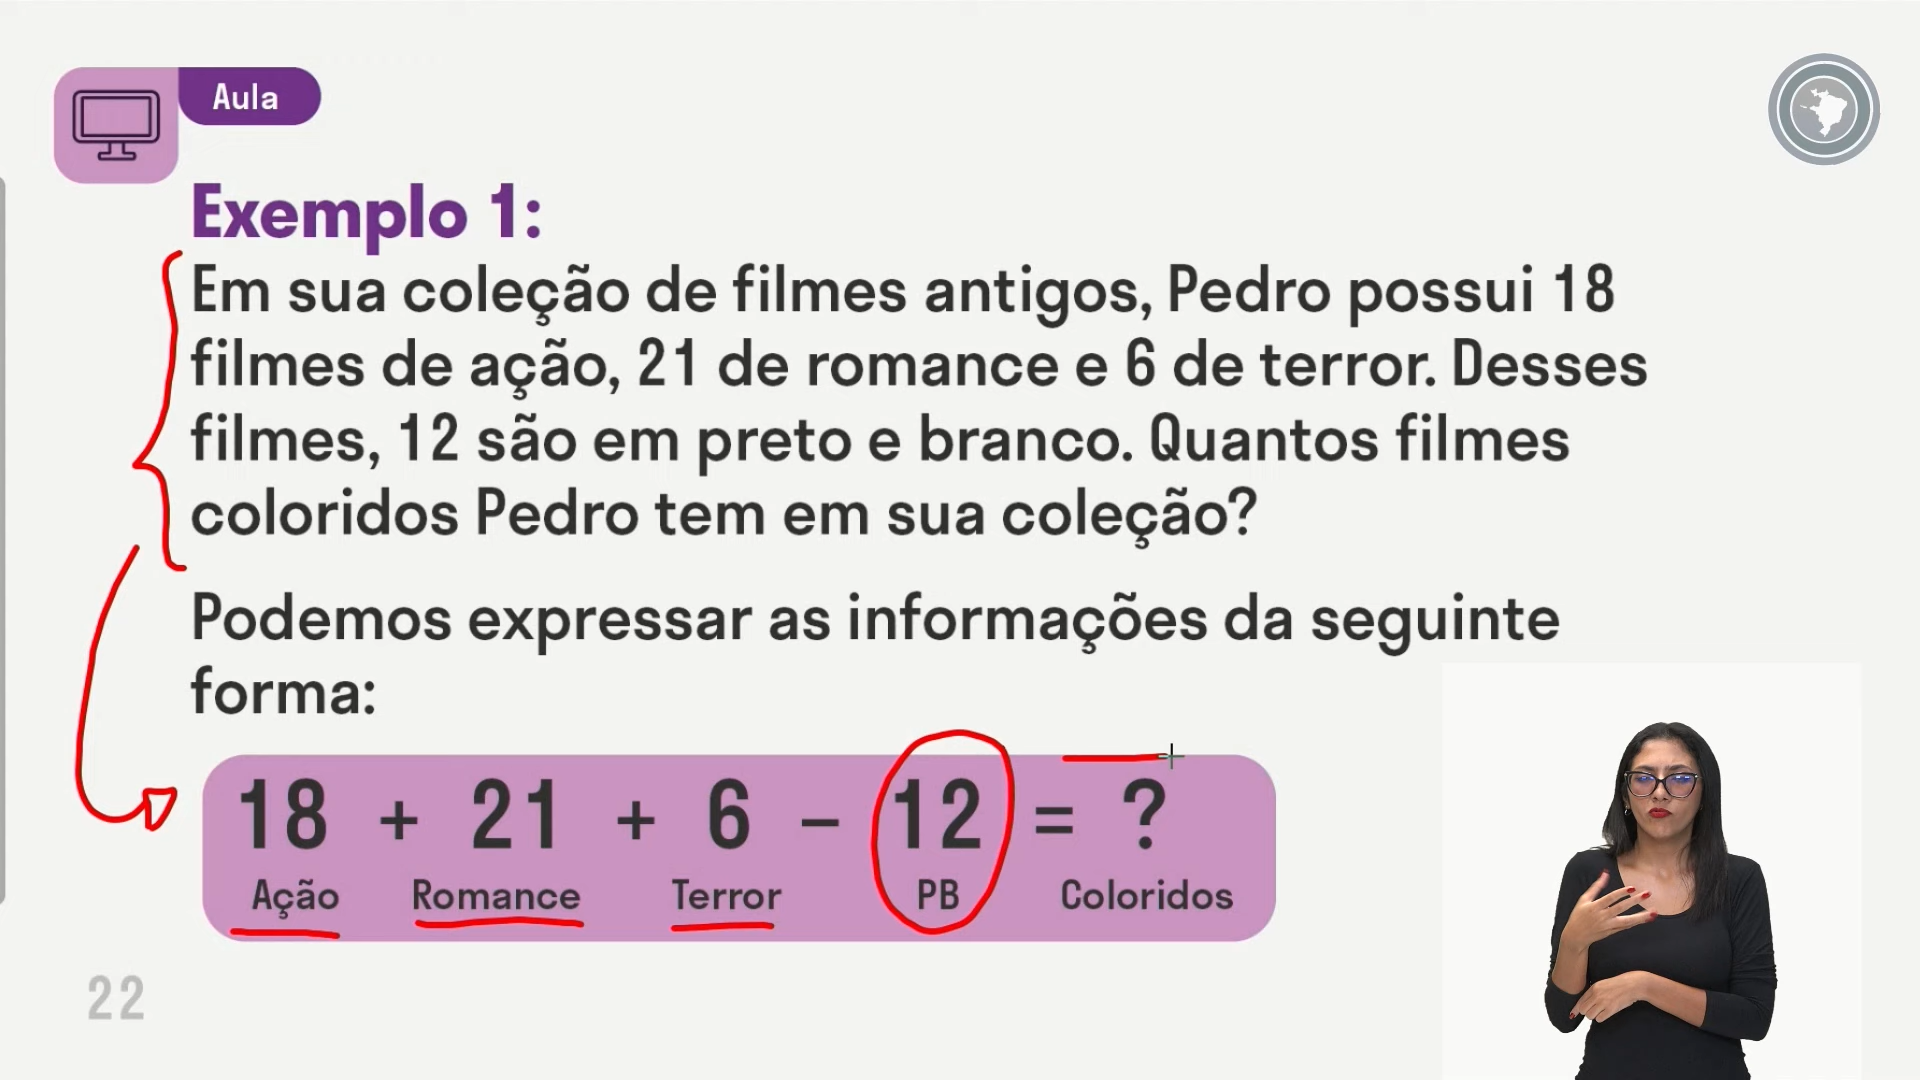 Aula
Exemplo 1:
Em sua coleção de filmes antigos, Pedro possui 18
filmes de ação, 21 de romance e 6 de terror. Desses
filmes, 12 são em preto e branco. Quantos filmes
coloridos Pedro tem em sua coleção?
Podemos expressar as informações da seguinte
forma:
18 + 21 + 6 – 12 = ?
Ação Romance Terror PB Coloridos
22